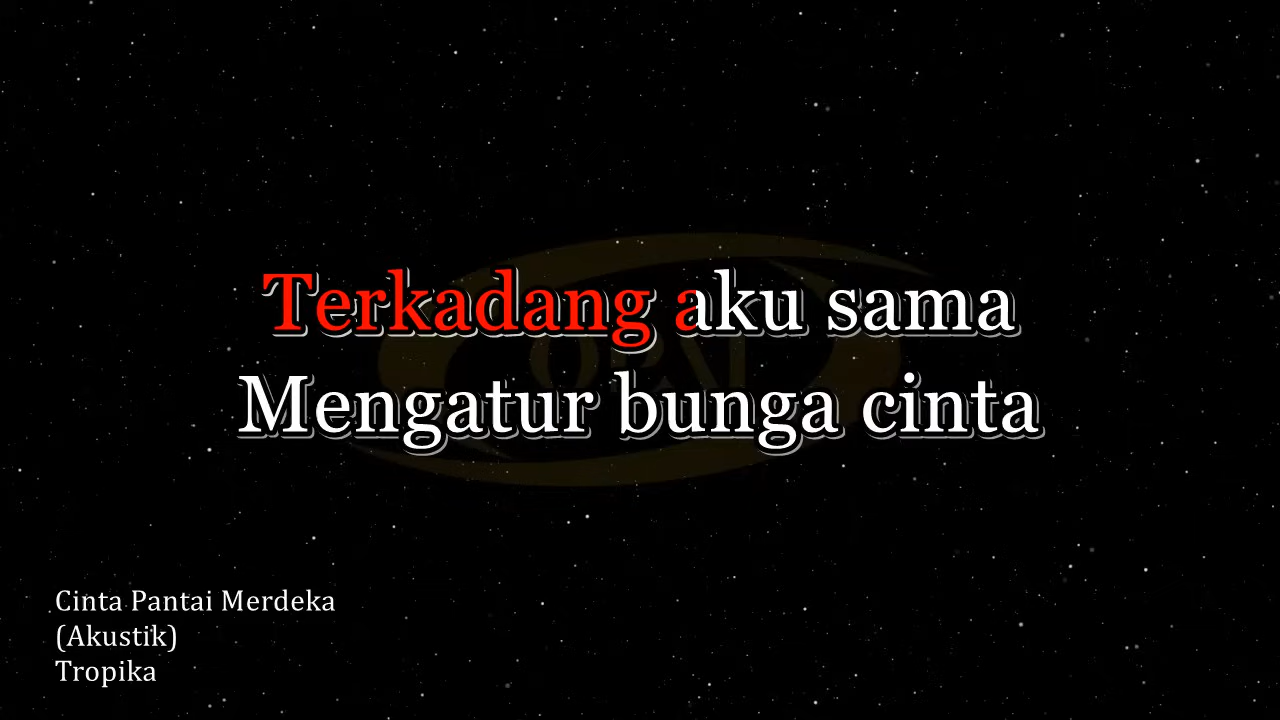 Terkadang aku sama
Mengatur bunga cinta
Cinta Pantai Merdeka
(Akustik)
Tropika